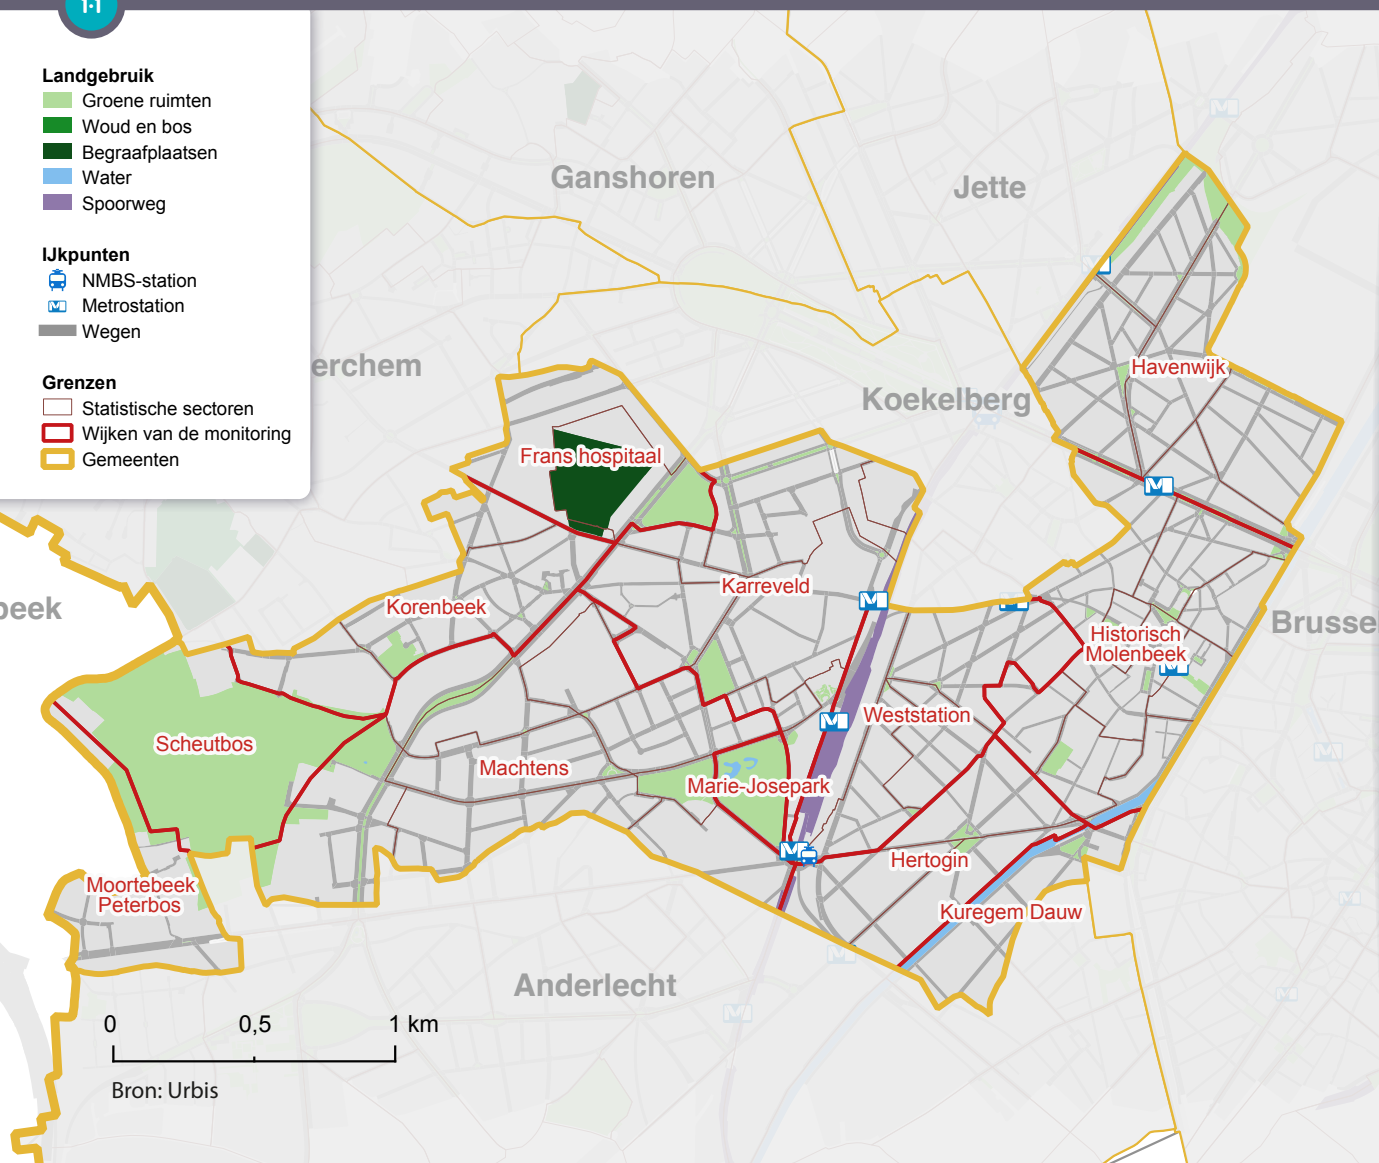 1·1
Landgebruik
Groene ruimten
Woud en bos
Begraafplaatsen
Water
Spoorweg
IJkpunten
NMBS-station
Metrostation
Wegen
Grenzen
Statistische sectoren
Wijken van de monitoring
Gemeenten
Ganshoren
Jette
erchem
Koekelberg
Havenwijk
Frans hospitaal
Karreveld
Korenbeek
beek
Brusse
Historisch
Molenbeek
Weststation
Scheutbos
Machtens
Marie-Josepark
Hertogin
Moortebeek
Peterbos
Kuregem Dauw
Anderlecht
0 0,5 1 km
Bron: Urbis